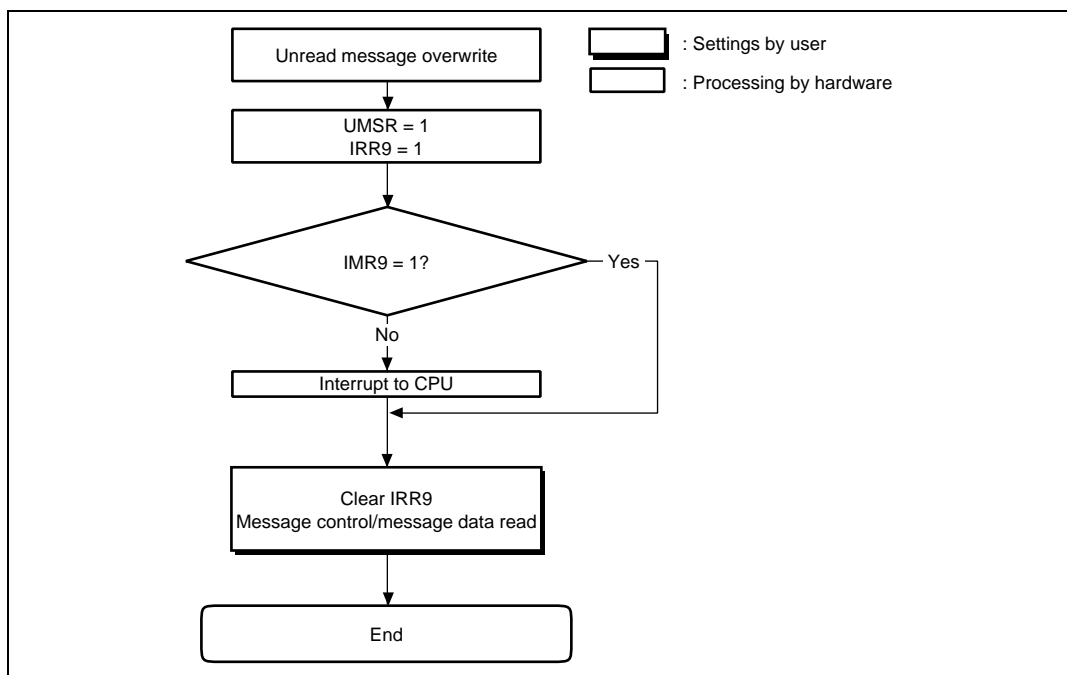 Unread message overwrite
: Settings by user
: Processing by hardware
UMSR = 1
IRR9 = 1
IMR9 = 1?
Yes
No
Interrupt to CPU
Clear IRR9
Message control/message data read
End